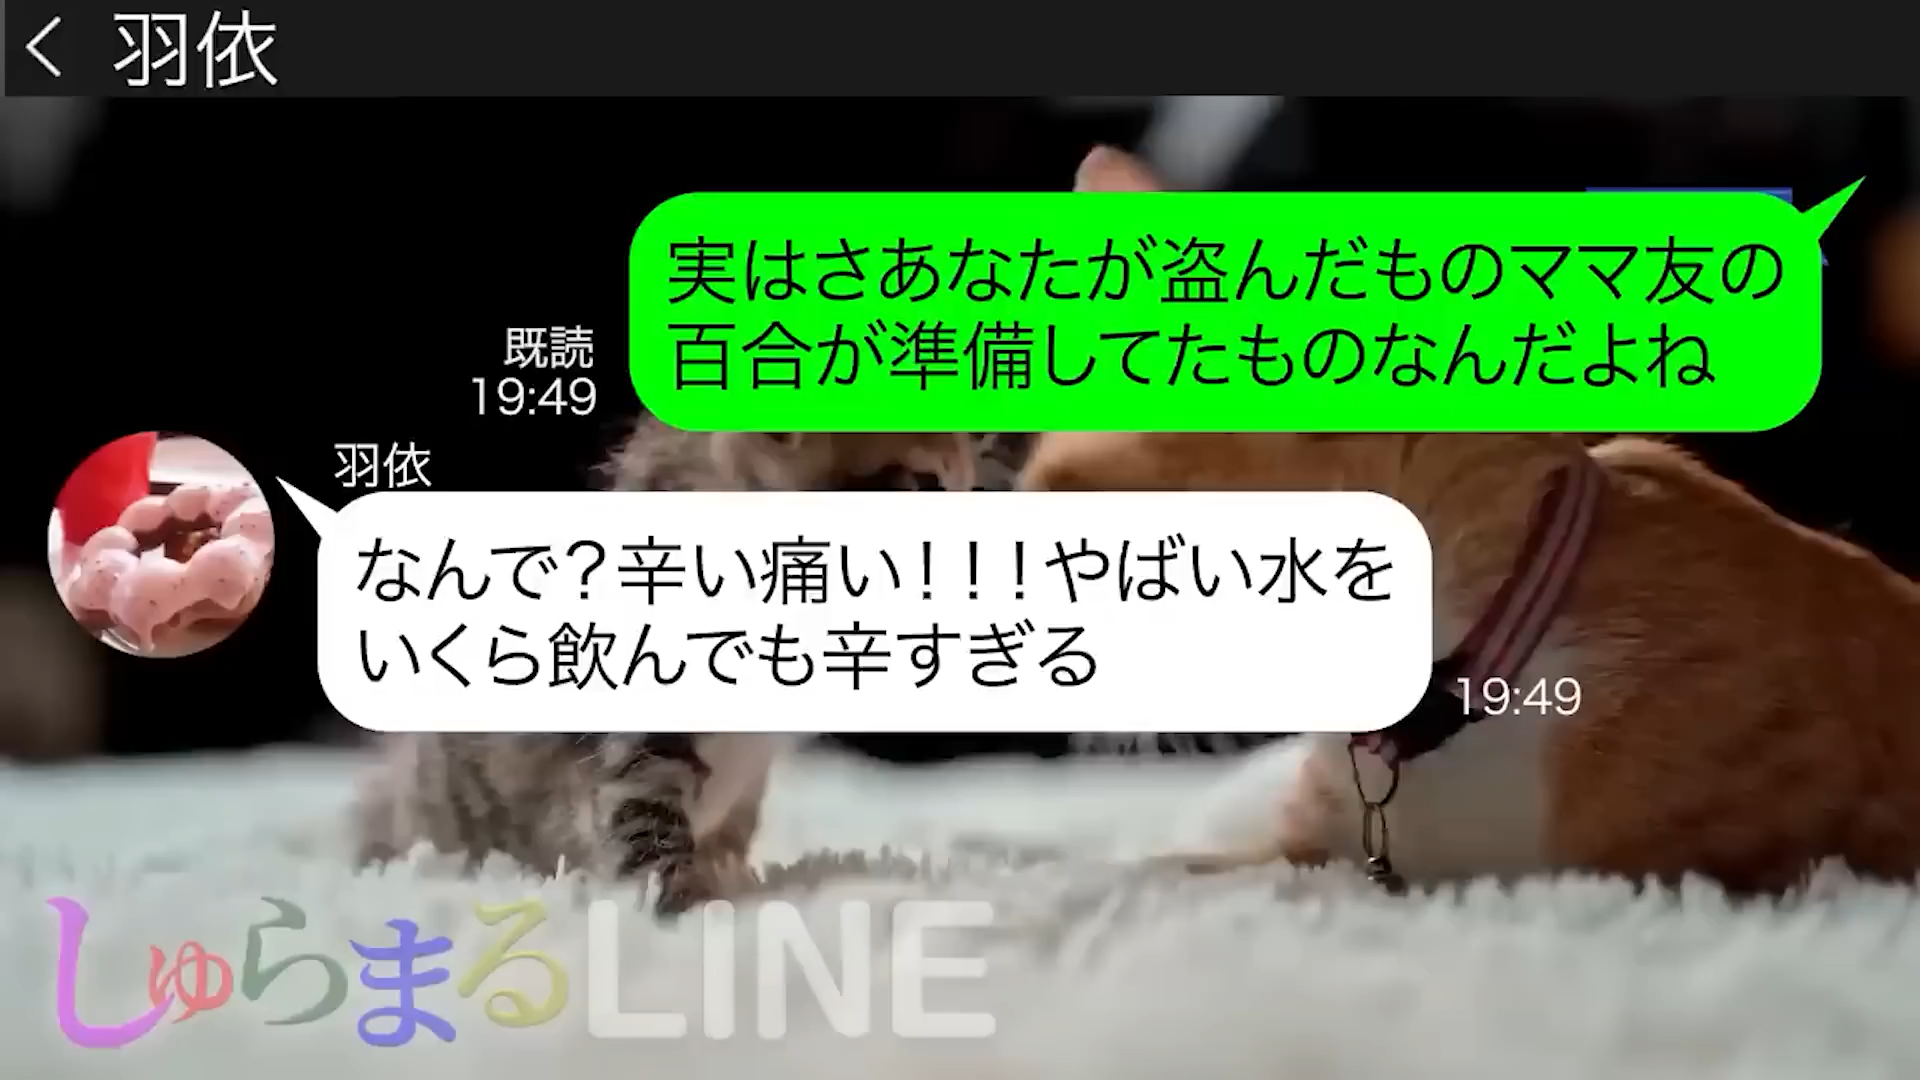 羽依
実はさあなたが盗んだものママ友の
百合が準備してたものなんだよね
既読
19:49
羽依
なんで？辛い痛い！！！やばい水を
いくら飲んでも辛すぎる
19:49
しゅらまるLINE